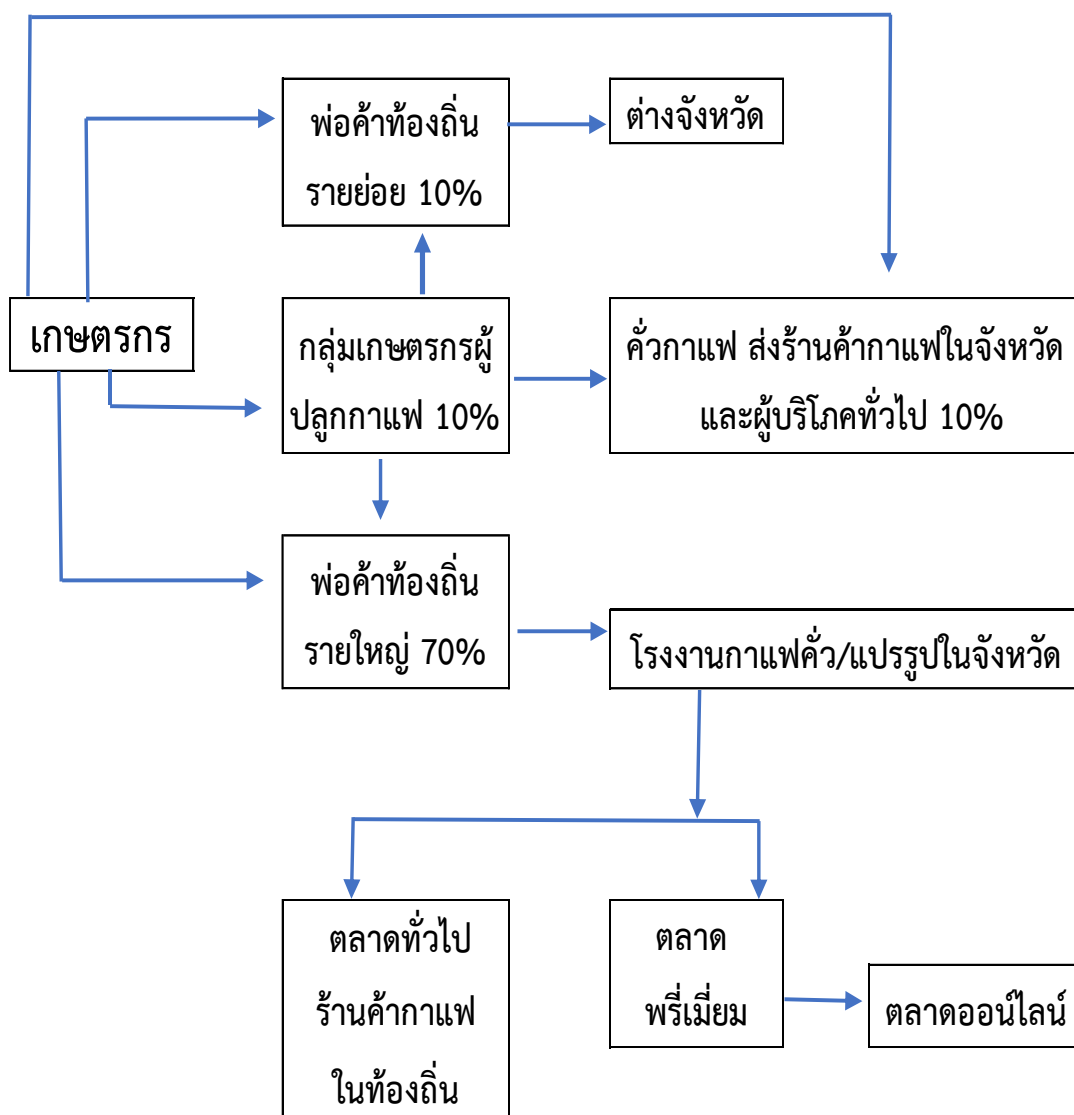 พ่อค้าท้องถิ่น
รายย่อย 10%
ต่างจังหวัด
เกษตรกร
กลุ่มเกษตรกรผู้
ปลูกกาแฟ 10%
คั่วกาแฟ ส่งร้านค้ากาแฟในจังหวัด
และผู้บริโภคทั่วไป 10%
พ่อค้าท้องถิ่น
รายใหญ่ 70%
โรงงานกาแฟคั่ว/แปรรูปในจังหวัด
ตลาดทั่วไป
ร้านค้ากาแฟ
ในท้องถิ่น
ตลาด
พรี่เมี่ยม
ตลาดออน์ไลน์